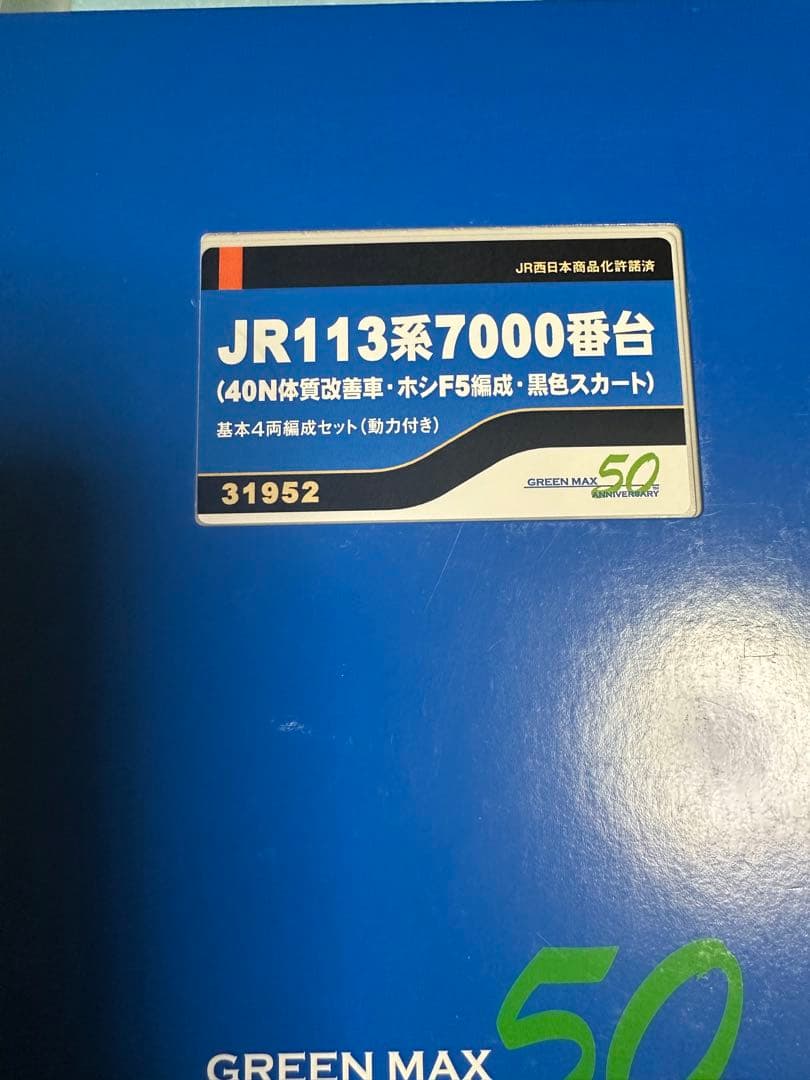 JR西日本商品化許諾済
JR113系7000番台
(40N体質改善車・ホシF5編成・黒色スカート)
基本4両編成セット(動力付き)
31952
GREEN MAX 50TH
ANNIVERSARY
GREEN MAX 50